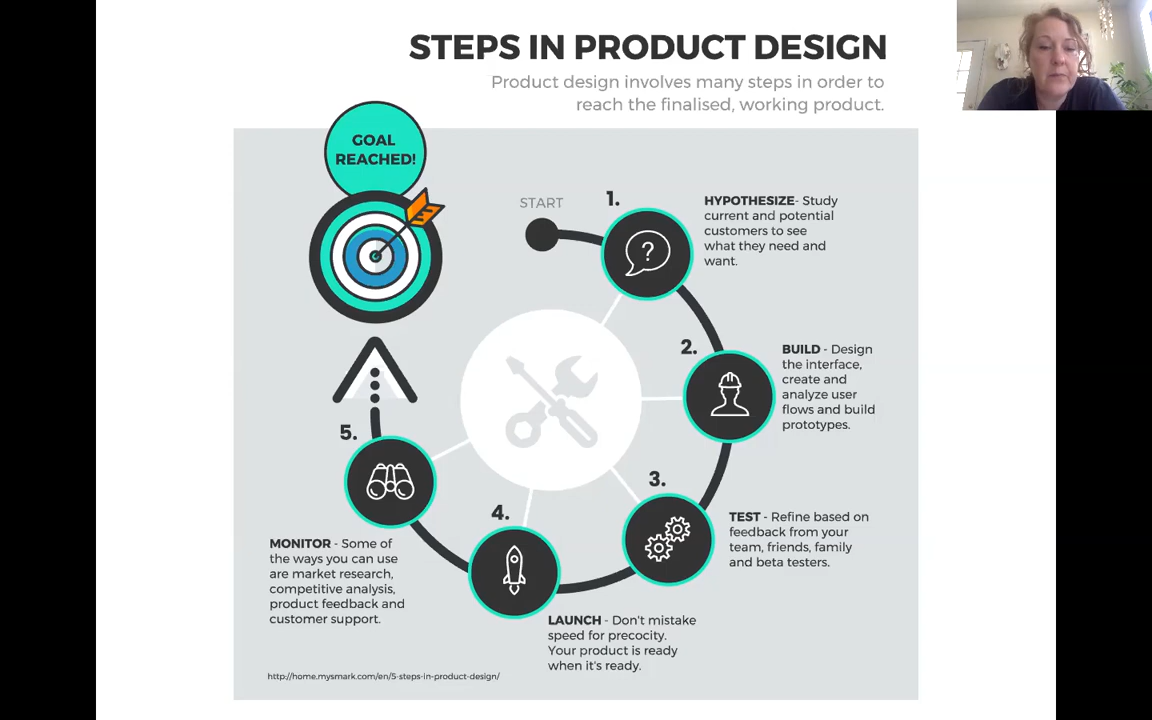 STEPS IN PRODUCT DESIGN
Product design involves many steps in order to
reach the finalised, working product.
GOAL
REACHED!
START
1.
HYPOTHESIZE- Study
current and potential
customers to see
what they need and
want.
2.
BUILD - Design
the interface,
create and
analyze user
flows and build
prototypes.
3.
TEST - Refine based on
feedback from your
team, friends, family
and beta testers.
4.
LAUNCH - Don't mistake
speed for precocity.
Your product is ready
when it's ready.
5.
MONITOR - Some of
the ways you can use
are market research,
competitive analysis,
product feedback and
customer support.
http://home.mysmark.com/en/5-steps-in-product-design/